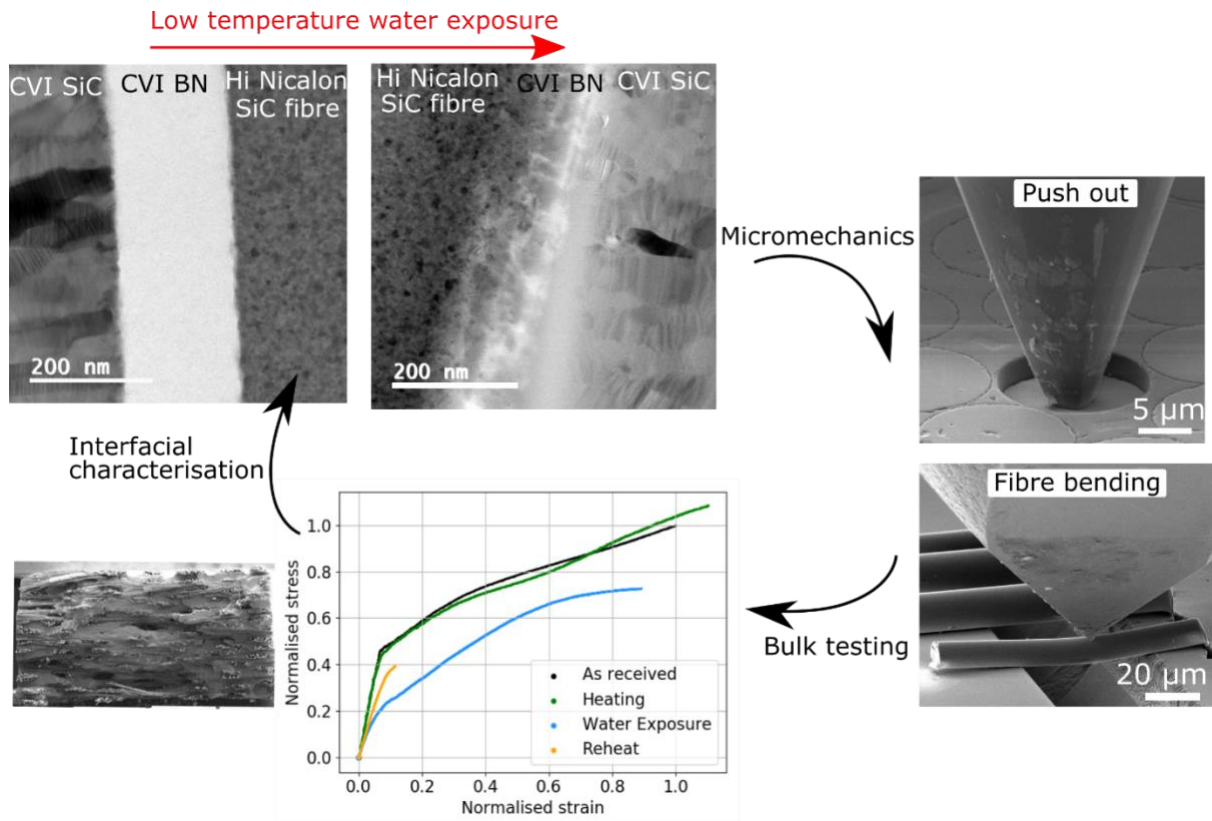 Low temperature water exposure
CVI SiC
CVI BN
Hi Nicalon
SiC fibre
200 nm
Hi Nicalon
SiC fibre
CVI BN
CVI SiC
200 nm
Micromechanics
Push out
5 µm
Fibre bending
20 µm
Bulk testing
Interfacial
characterisation
Normalised stress
1.0
0.8
0.6
0.4
0.2
0.0
As received
Heating
Water Exposure
Reheat
0.0 0.2 0.4 0.6 0.8 1.0
Normalised strain